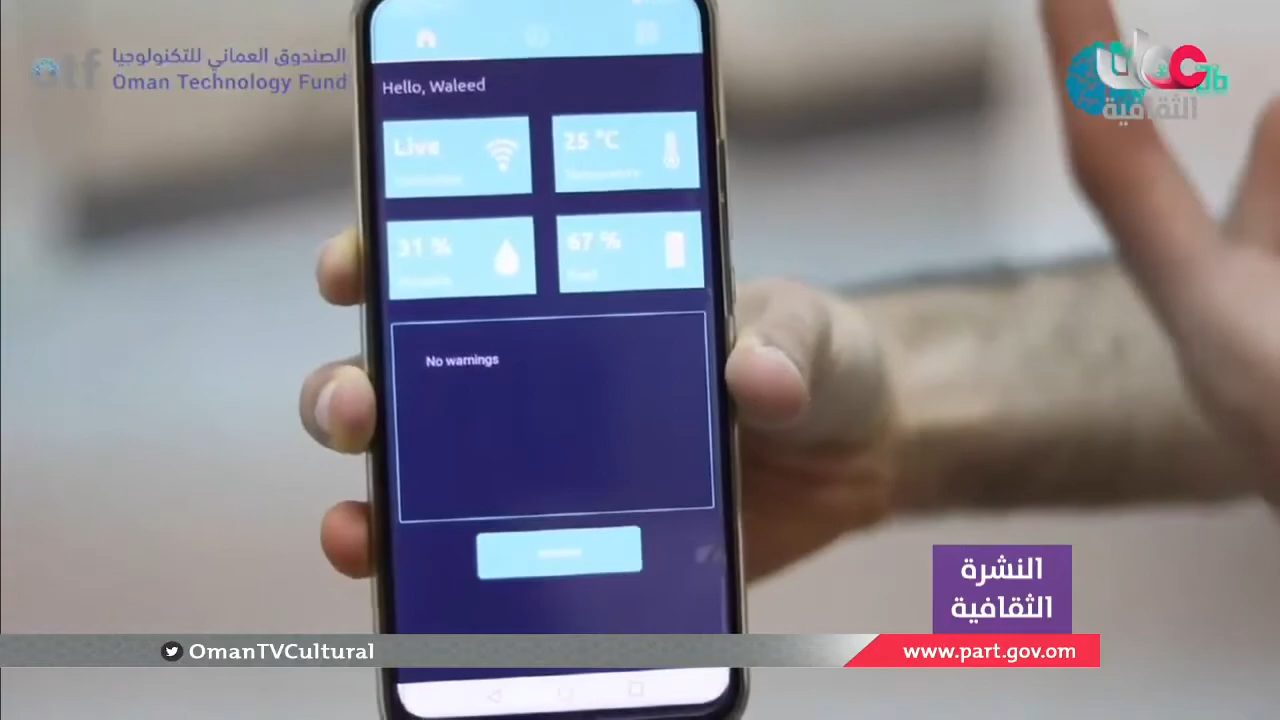 الصندوق العماني للتكنولوجيا
Oman Technology Fund
الثقافية
Hello, Waleed
Live
25 °C
31 %
67 %
No warnings
النشرة
الثقافية
OmanTVCultural
www.part.gov.om